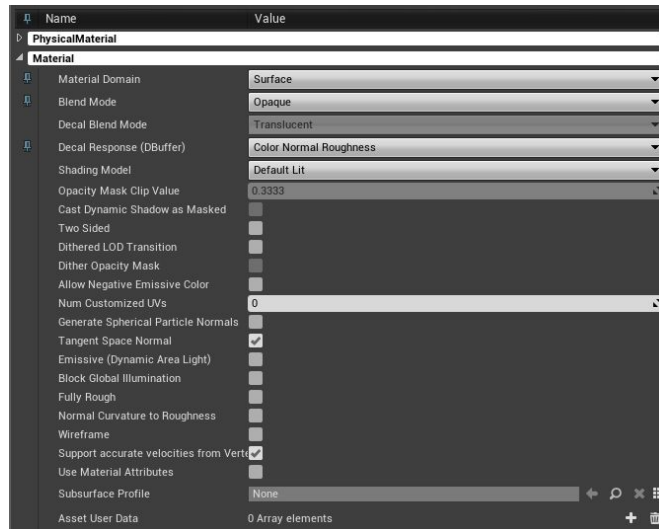 Name Value
PhysicalMaterial
Material
Material Domain Surface
Blend Mode Opaque
Decal Blend Mode Translucent
Decal Response (DBuffer) Color Normal Roughness
Shading Model Default Lit
Opacity Mask Clip Value 0.3333
Cast Dynamic Shadow as Masked
Two Sided
Dithered LOD Transition
Dither Opacity Mask
Allow Negative Emissive Color
Num Customized UVs 0
Generate Spherical Particle Normals
Tangent Space Normal
Emissive (Dynamic Area Light)
Block Global Illumination
Fully Rough
Normal Curvature to Roughness
Wireframe
Support accurate velocities from Verte
Use Material Attributes
Subsurface Profile None
Asset User Data 0 Array elements